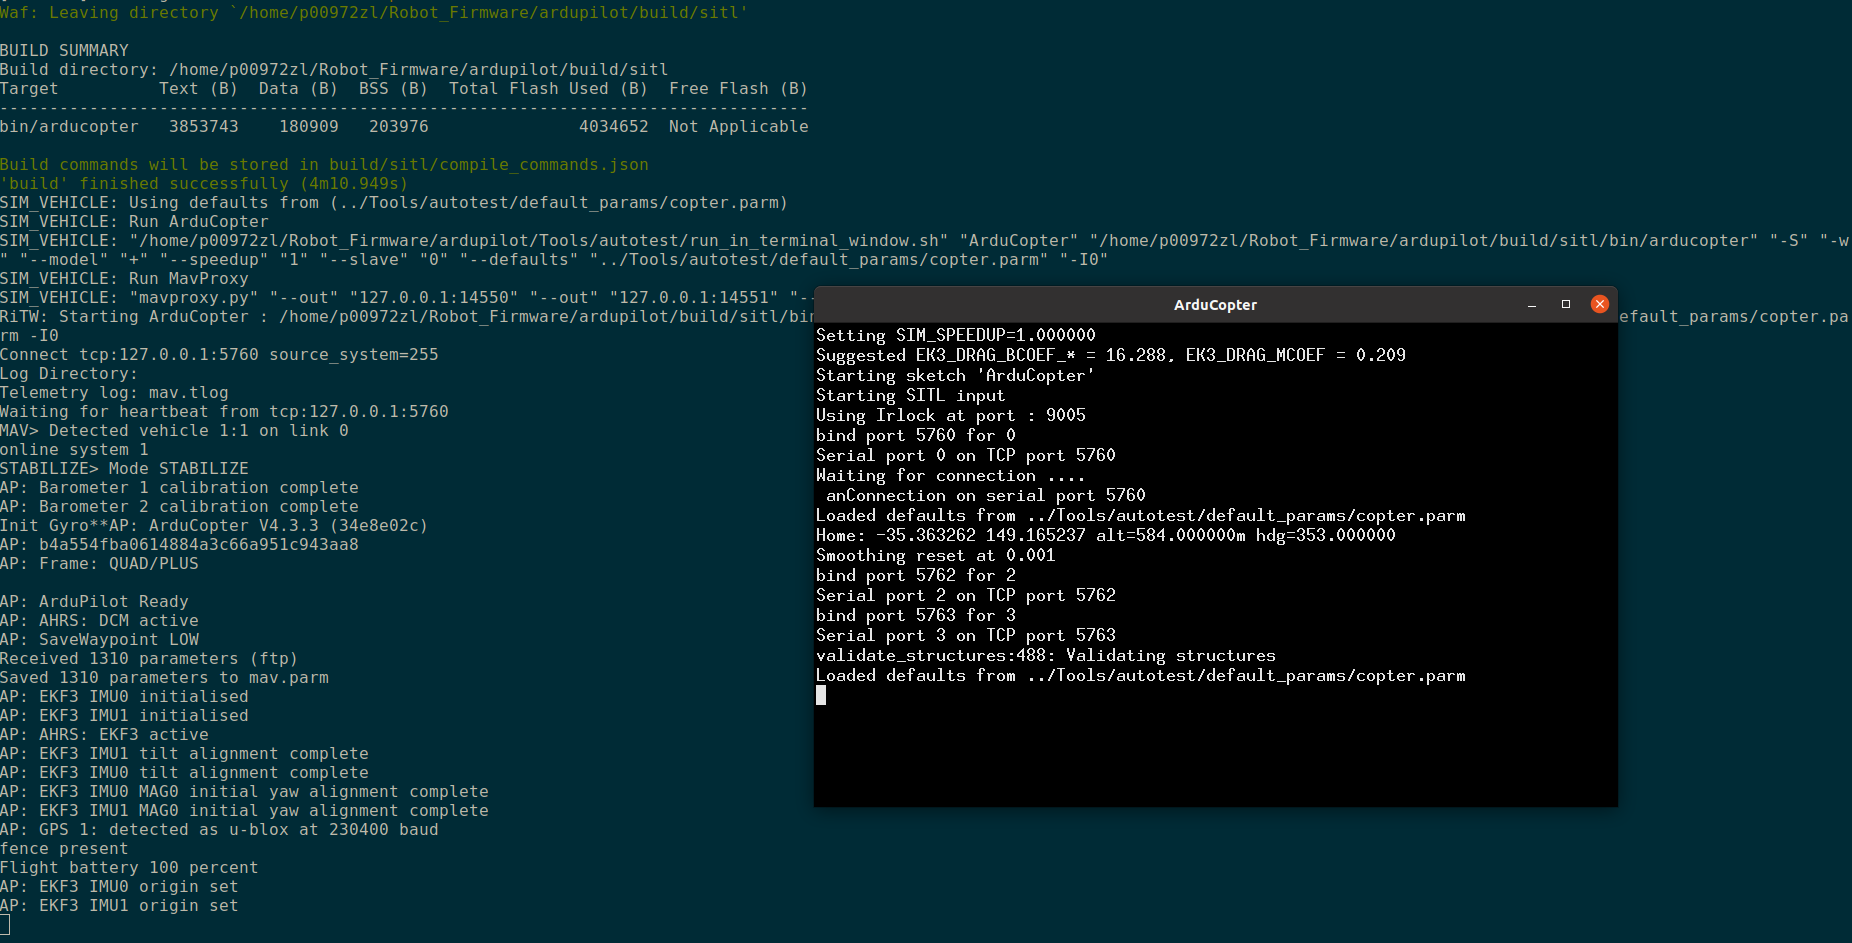 Waf: Leaving directory `/home/p00972zl/Robot_Firmware/ardupilot/build/sitl'
BUILD SUMMARY
Build directory: /home/p00972zl/Robot_Firmware/ardupilot/build/sitl
Target          Text (B)  Data (B)  BSS (B)  Total Flash Used (B)  Free Flash (B)
---------------------------------------------------------------------------------
bin/arducopter   3853743    180909   203976               4034652  Not Applicable
Build commands will be stored in build/sitl/compile_commands.json
'build' finished successfully (4m10.949s)
SIM_VEHICLE: Using defaults from (../Tools/autotest/default_params/copter.parm)
SIM_VEHICLE: Run ArduCopter
SIM_VEHICLE: "/home/p00972zl/Robot_Firmware/ardupilot/Tools/autotest/run_in_terminal_window.sh" "ArduCopter" "/home/p00972zl/Robot_Firmware/ardupilot/build/sitl/bin/arducopter" "-S" "-w
" "--model" "+" "--speedup" "1" "--slave" "0" "--defaults" "../Tools/autotest/default_params/copter.parm" "-I0"
SIM_VEHICLE: Run MavProxy
SIM_VEHICLE: "mavproxy.py" "--out" "127.0.0.1:14550" "--out" "127.0.0.1:14551" "--
RiTW: Starting ArduCopter : /home/p00972zl/Robot_Firmware/ardupilot/build/sitl/bin efault_params/copter.pa
rm -I0
Connect tcp:127.0.0.1:5760 source_system=255
Log Directory:
Telemetry log: mav.tlog
Waiting for heartbeat from tcp:127.0.0.1:5760
MAV> Detected vehicle 1:1 on link 0
online system 1
STABILIZE> Mode STABILIZE
AP: Barometer 1 calibration complete
AP: Barometer 2 calibration complete
Init Gyro**AP: ArduCopter V4.3.3 (34e8e02c)
AP: b4a554fba0614884a3c66a951c943aa8
AP: Frame: QUAD/PLUS
AP: ArduPilot Ready
AP: AHRS: DCM active
AP: SaveWaypoint LOW
Received 1310 parameters (ftp)
Saved 1310 parameters to mav.parm
AP: EKF3 IMU0 initialised
AP: EKF3 IMU1 initialised
AP: AHRS: EKF3 active
AP: EKF3 IMU1 tilt alignment complete
AP: EKF3 IMU0 tilt alignment complete
AP: EKF3 IMU0 MAG0 initial yaw alignment complete
AP: EKF3 IMU1 MAG0 initial yaw alignment complete
AP: GPS 1: detected as u-blox at 230400 baud
fence present
Flight battery 100 percent
AP: EKF3 IMU0 origin set
AP: EKF3 IMU1 origin set
ArduCopter
Setting SIM_SPEEDUP=1.000000
Suggested EK3_DRAG_BCOEF_* = 16.288, EK3_DRAG_MCOEF = 0.209
Starting sketch 'ArduCopter'
Starting SITL input
Using Irlock at port : 9005
bind port 5760 for 0
Serial port 0 on TCP port 5760
Waiting for connection ....
 anConnection on serial port 5760
Loaded defaults from ../Tools/autotest/default_params/copter.parm
Home: -35.363262 149.165237 alt=584.000000m hdg=353.000000
Smoothing reset at 0.001
bind port 5762 for 2
Serial port 2 on TCP port 5762
bind port 5763 for 3
Serial port 3 on TCP port 5763
validate_structures:488: Validating structures
Loaded defaults from ../Tools/autotest/default_params/copter.parm